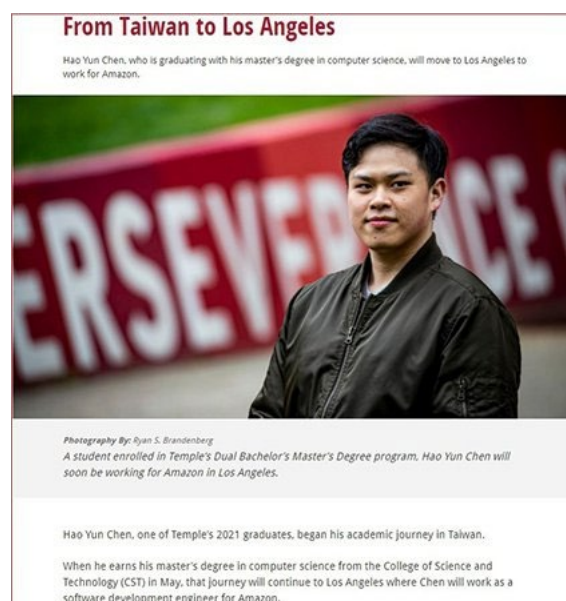 From Taiwan to Los Angeles
Hao Yun Chen, who is graduating with his master's degree in computer science, will move to Los Angeles to
work for Amazon.
ERSEVERANCE
Photography By: Ryan S. Brandenberg
A student enrolled in Temple's Dual Bachelor's Master's Degree program, Hao Yun Chen will
soon be working for Amazon in Los Angeles.
Hao Yun Chen, one of Temple's 2021 graduates, began his academic journey in Taiwan.
When he earns his master's degree in computer science from the College of Science and
Technology (CST) in May, that journey will continue to Los Angeles where Chen will work as a
software development engineer for Amazon.